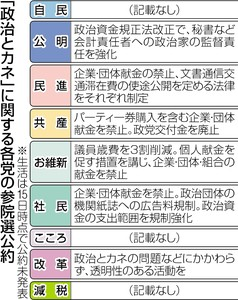 「政治とカネ」に関する各党の参院選公約
※生活は15日時点で公約未発表
自民
(記載なし)
公明
政治資金規正法改正で、秘書など
会計責任者への政治家の監督責
任を強化
民進
企業・団体献金の禁止、文書通信交
通滞在費の使途公開を定める法律
をそれぞれ制定
共産
パーティー券購入を含む企業・団体
献金を禁止。政党交付金を廃止
お維新
議員歳費を3割削減。個人献金を
促す措置を講じ、企業・団体・組合の
献金を禁止
社民
企業・団体献金を禁止。政治団体の
機関紙誌への広告料規制。政治資
金の支出範囲を規制強化
こころ
(記載なし)
改革
政治とカネの問題などにかかわら
ず、透明性のある活動を
減税
(記載なし)